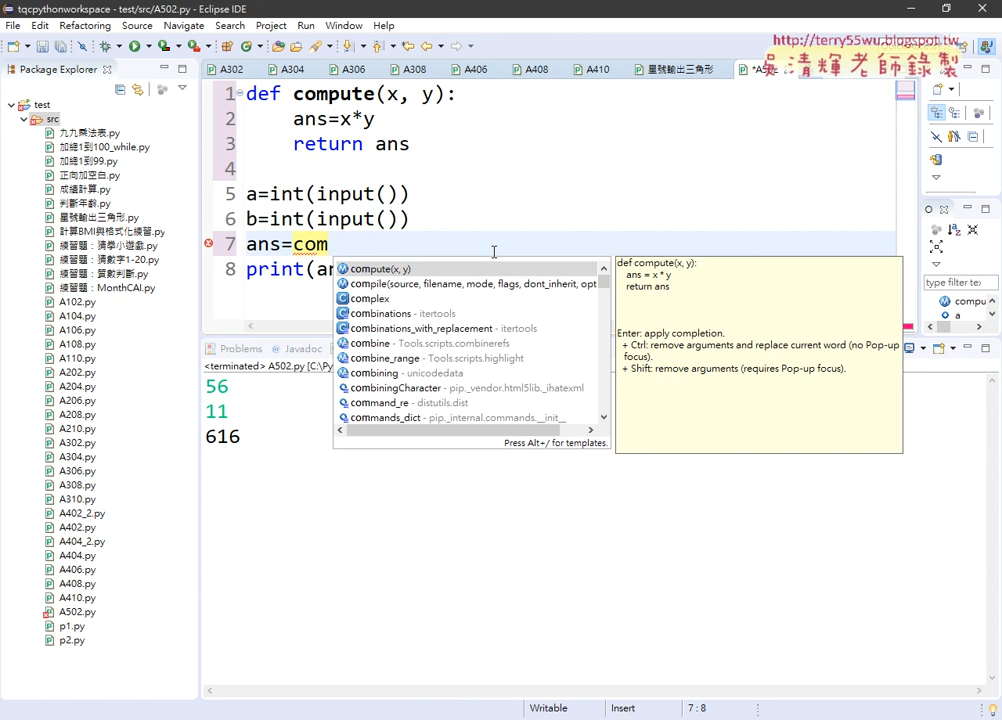 tqcpythonworkspace - test/src/A502.py - Eclipse IDE
File Edit Refactoring Source Navigate Search Project Run Window Help
http://terry55wu.blogspot.tw
吳清輝老師錄製
Package Explorer
A302 A304 A306 A308 A406 A408 A410 星號輸出三角形
test
src
九九乘法表.py
加總1到100_while.py
加總1到99.py
正向加空白.py
成績計算.py
判斷年齡.py
星號輸出三角形.py
計算BMI與格式化練習.py
練習題：猜拳小遊戲.py
練習題：猜數字1-20.py
練習題：質數判斷.py
練習題：MonthCAI.py
A102.py
A104.py
A106.py
A108.py
A110.py
A202.py
A204.py
A206.py
A208.py
A210.py
A302.py
A304.py
A306.py
A308.py
A310.py
A402_2.py
A402.py
A404_2.py
A404.py
A406.py
A408.py
A410.py
A502.py
p1.py
p2.py
1 def compute(x, y):
2 ans=x*y
3 return ans
4
5 a=int(input())
6 b=int(input())
7 ans=com
8 print(an
compute(x, y)
compile(source, filename, mode, flags, dont_inherit, opt
complex
combinations - itertools
combinations_with_replacement - itertools
combine - Tools.scripts.combinerefs
combine_range - Tools.scripts.highlight
combining - unicodedata
combiningCharacter - pip._vendor.html5lib._ihatexml
command_re - distutils.dist
commands_dict - pip._internal.commands.__init__
Press Alt+/ for templates.
def compute(x, y):
ans = x * y
return ans
Enter: apply completion.
+ Ctrl: remove arguments and replace current word (no Pop-up
focus).
+ Shift: remove arguments (requires Pop-up focus).
type filter te
compu
a
Problems Javadoc
<terminated> A502.py [C:\Py
56
11
616
Writable Insert 7 : 8